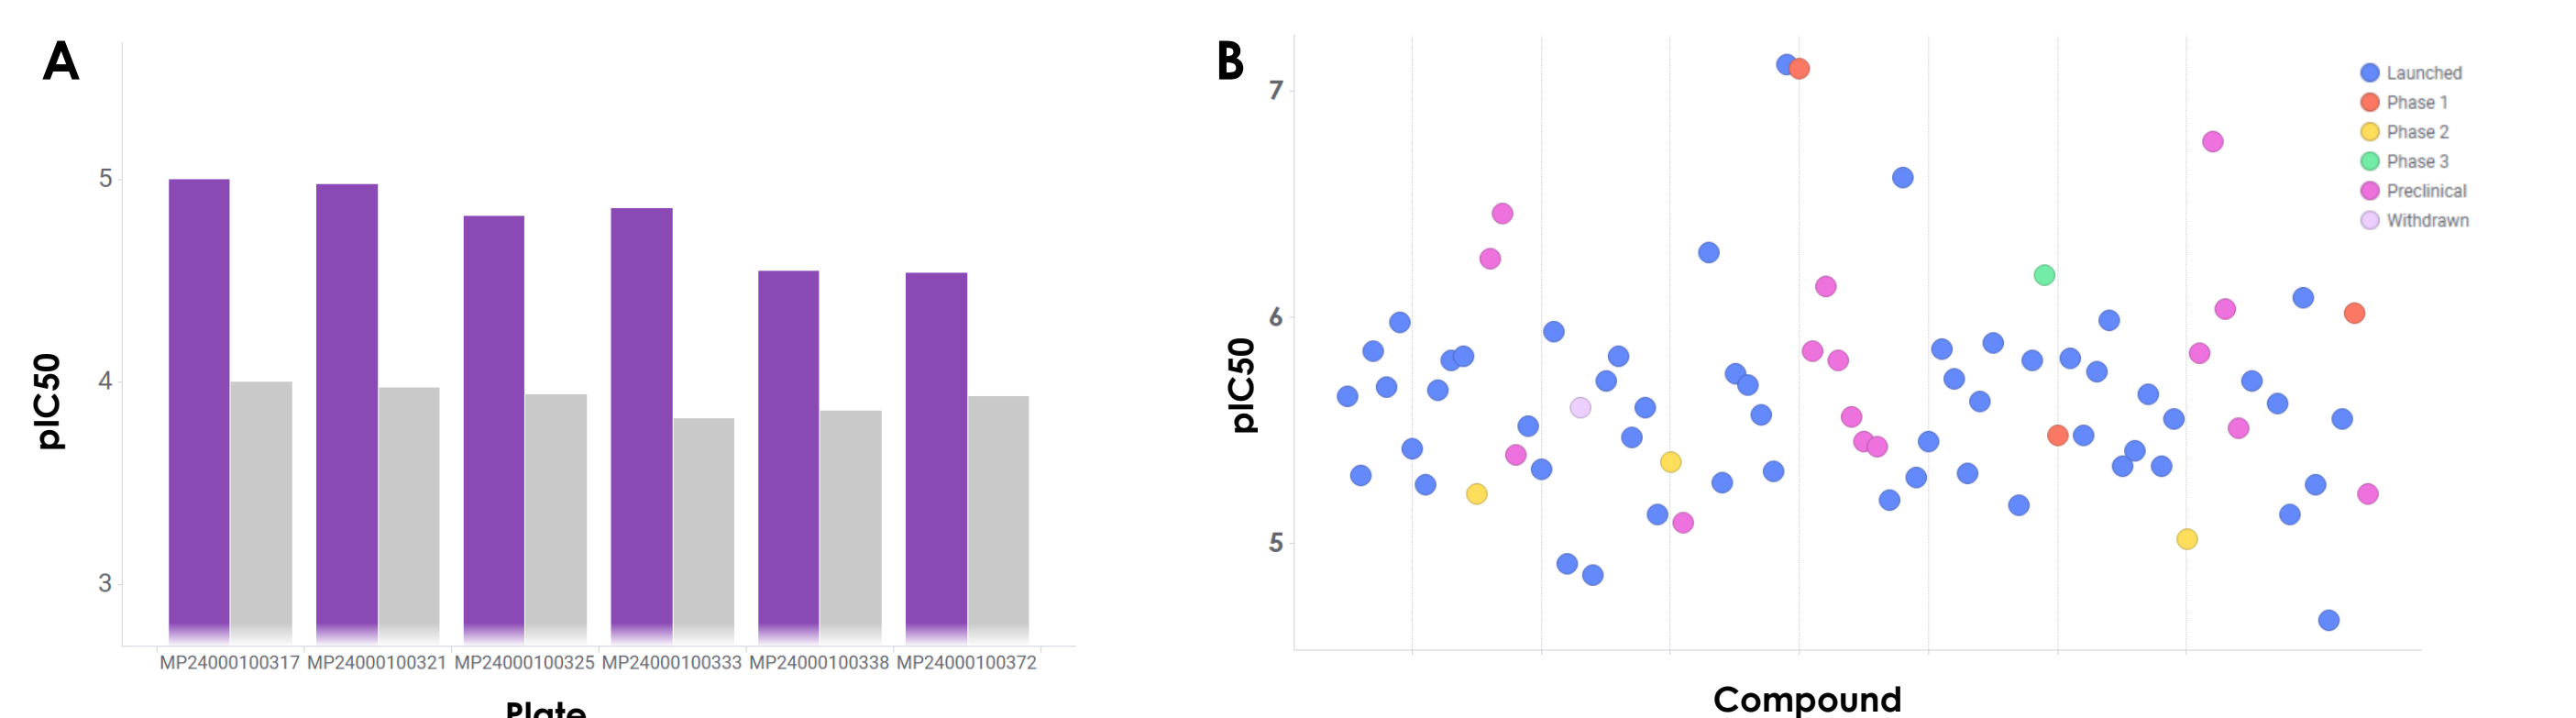 A
5
4
3
pIC50
MP24000100317 MP24000100321 MP24000100325 MP24000100333 MP24000100338 MP24000100372
Plate
B
7
6
5
pIC50
Launched
Phase 1
Phase 2
Phase 3
Preclinical
Withdrawn
Compound